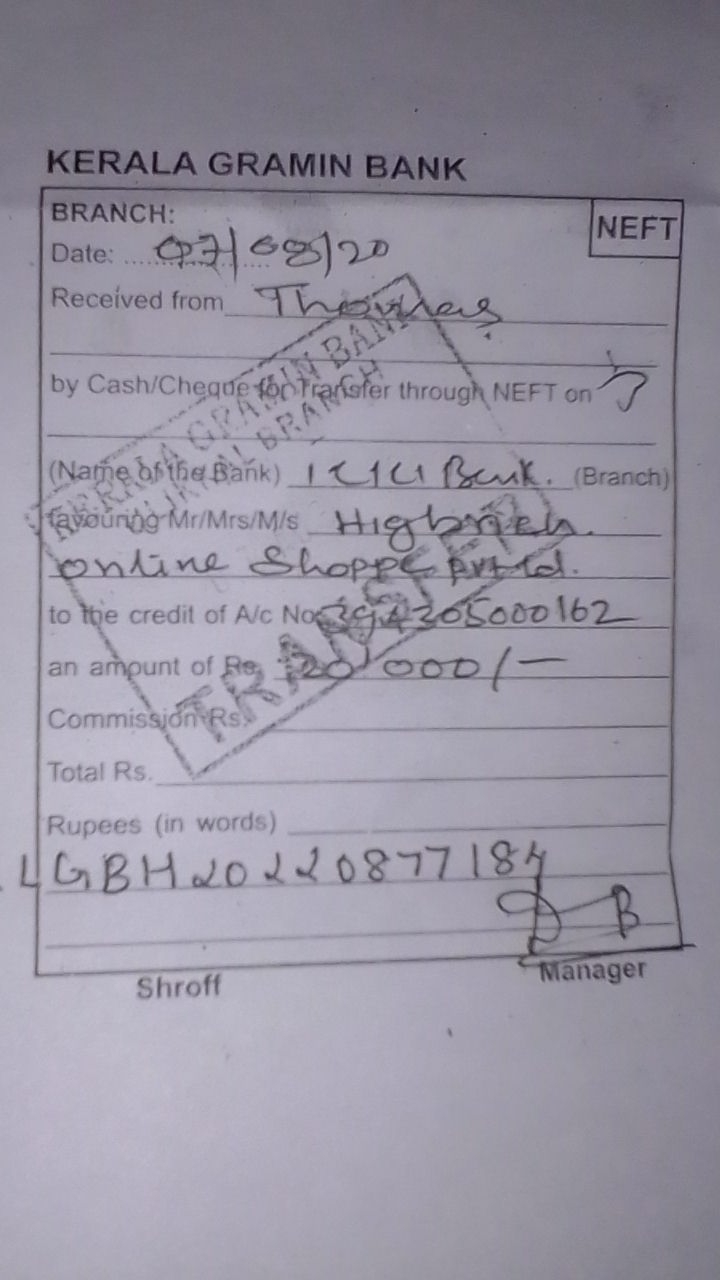 KERALA GRAMIN BANK
BRANCH:
NEFT
Date: ..... 07/08/20
Received from Thomas
by Cash/Cheque for Transfer through NEFT on
(Name of the Bank) ICICI Bank. (Branch)
favouring Mr/Mrs/M/s
Online Shoppe Pvt Ltd.
to the credit of A/c No. 205000162
an amount of Rs. 20,000/-
Commission Rs.
Total Rs.
Rupees (in words)
LGBH20220877184
Shroff
Manager
KERALA GRAMIN BANK
BRANCH
TRANSFER